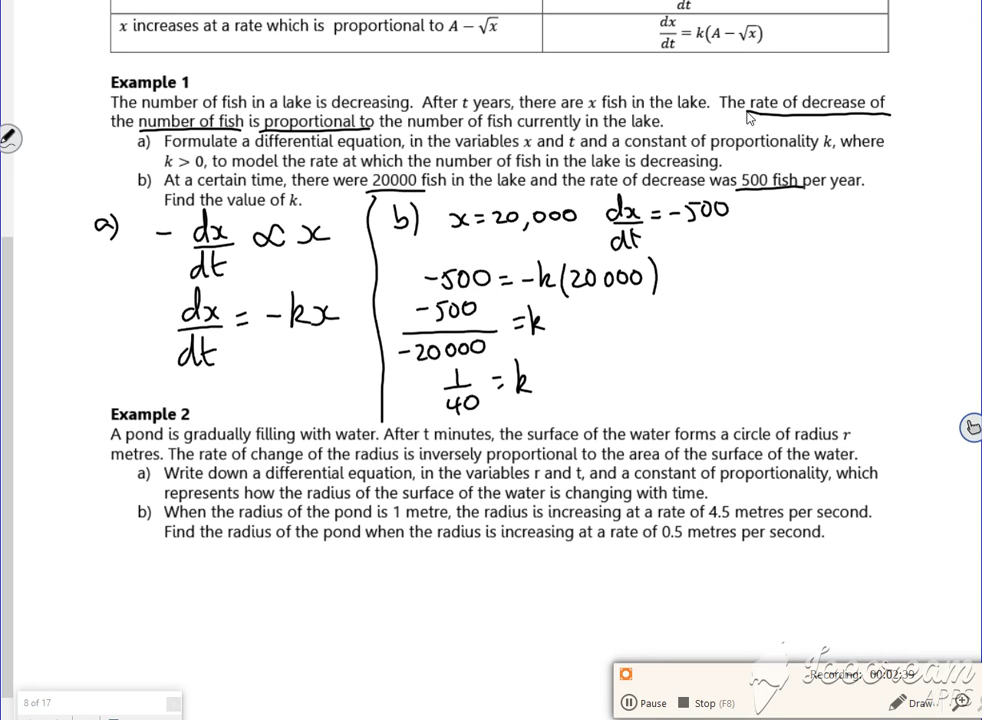 dt
x increases at a rate which is proportional to A − √x
dx/dt = k(A − √x)
Example 1
The number of fish in a lake is decreasing. After t years, there are x fish in the lake. The rate of decrease of
the number of fish is proportional to the number of fish currently in the lake.
a) Formulate a differential equation, in the variables x and t and a constant of proportionality k, where
k > 0, to model the rate at which the number of fish in the lake is decreasing.
b) At a certain time, there were 20000 fish in the lake and the rate of decrease was 500 fish per year.
Find the value of k.
a) − dx/dt ∝ x
dx/dt = −kx
b) x = 20,000 dx/dt = −500
−500 = −k(20 000)
−500/−20000 = k
1/40 = k
Example 2
A pond is gradually filling with water. After t minutes, the surface of the water forms a circle of radius r
metres. The rate of change of the radius is inversely proportional to the area of the surface of the water.
a) Write down a differential equation, in the variables r and t, and a constant of proportionality, which
represents how the radius of the surface of the water is changing with time.
b) When the radius of the pond is 1 metre, the radius is increasing at a rate of 4.5 metres per second.
Find the radius of the pond when the radius is increasing at a rate of 0.5 metres per second.
8 of 17
Recording: 00:02:39
Icecream
APPS
Pause Stop (F8) Draw